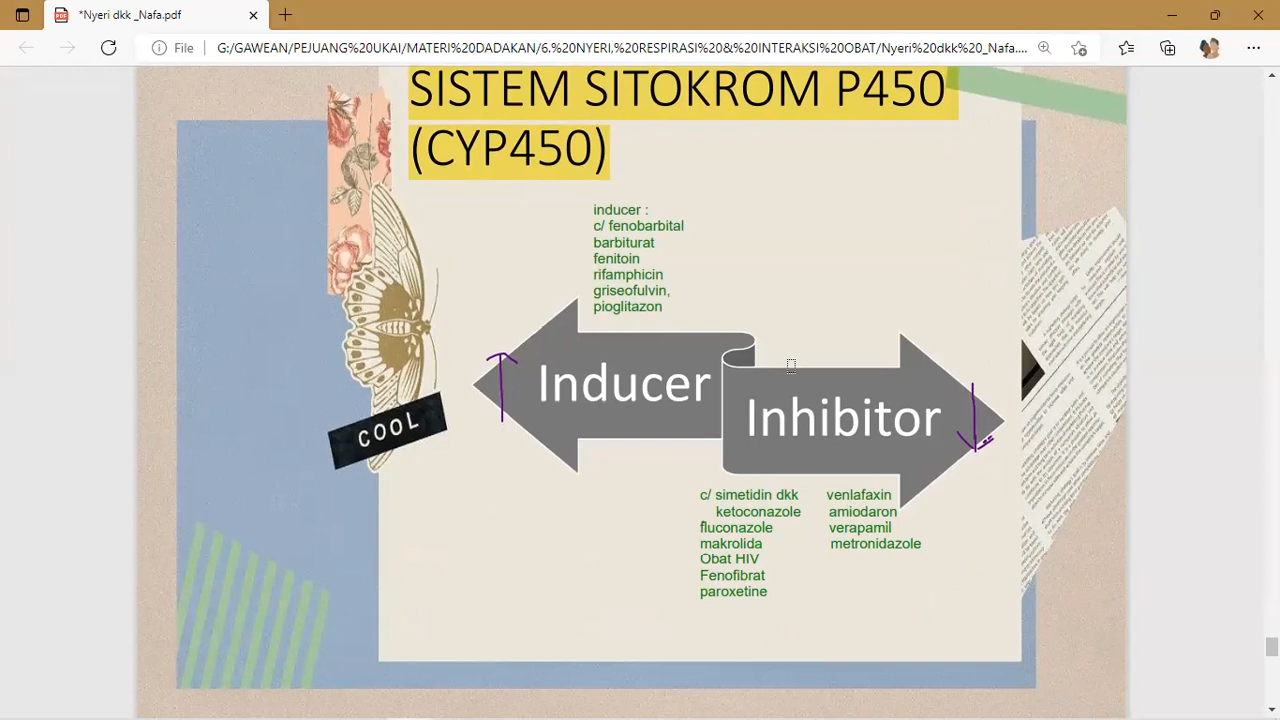 *Nyeri dkk _Nafa.pdf
File
G:/GAWEAN/PEJUANG%20UKAI/MATERI%20DADAKAN/6.%20NYERI,%20RESPIRASI%20&%20INTERAKSI%20OBAT/Nyeri%20dkk%20_Nafa....
SISTEM SITOKROM P450
(CYP450)
inducer :
c/ fenobarbital
barbiturat
fenitoin
rifamphicin
griseofulvin,
pioglitazon
Inducer
Inhibitor
COOL
c/ simetidin dkk
ketoconazole
fluconazole
makrolida
Obat HIV
Fenofibrat
paroxetine
venlafaxin
amiodaron
verapamil
metronidazole